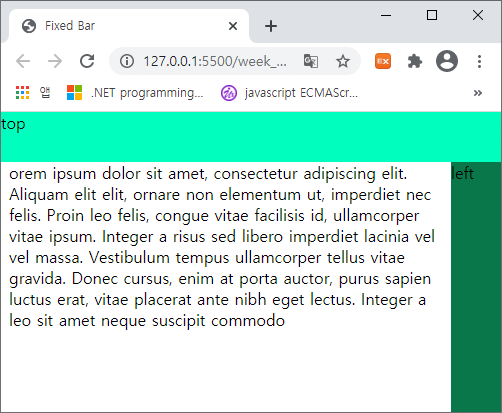 Fixed Bar
127.0.0.1:5500/week_...
앱
.NET programming...
javascript ECMAScr...
top
orem ipsum dolor sit amet, consectetur adipiscing elit.
Aliquam elit elit, ornare non elementum ut, imperdiet nec
felis. Proin leo felis, congue vitae facilisis id, ullamcorper
vitae ipsum. Integer a risus sed libero imperdiet lacinia vel
vel massa. Vestibulum tempus ullamcorper tellus vitae
gravida. Donec cursus, enim at porta auctor, purus sapien
luctus erat, vitae placerat ante nibh eget lectus. Integer a
leo sit amet neque suscipit commodo
left